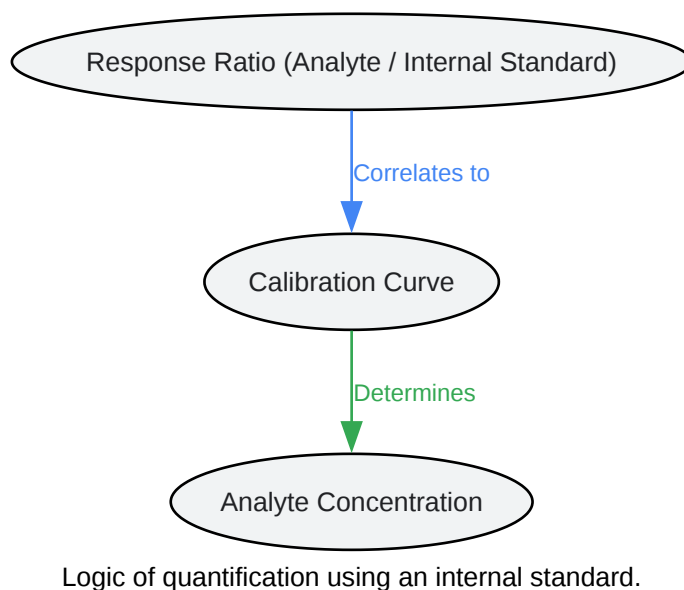 Response Ratio (Analyte / Internal Standard)
Correlates to
Calibration Curve
Determines
Analyte Concentration
Logic of quantification using an internal standard.